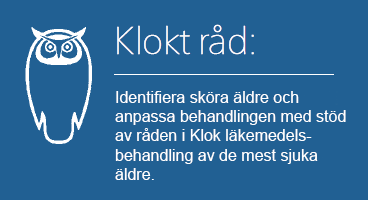 Klokt råd:
Identifiera sköra äldre och
anpassa behandlingen med stöd
av råden i Klok läkemedels-
behandling av de mest sjuka
äldre.